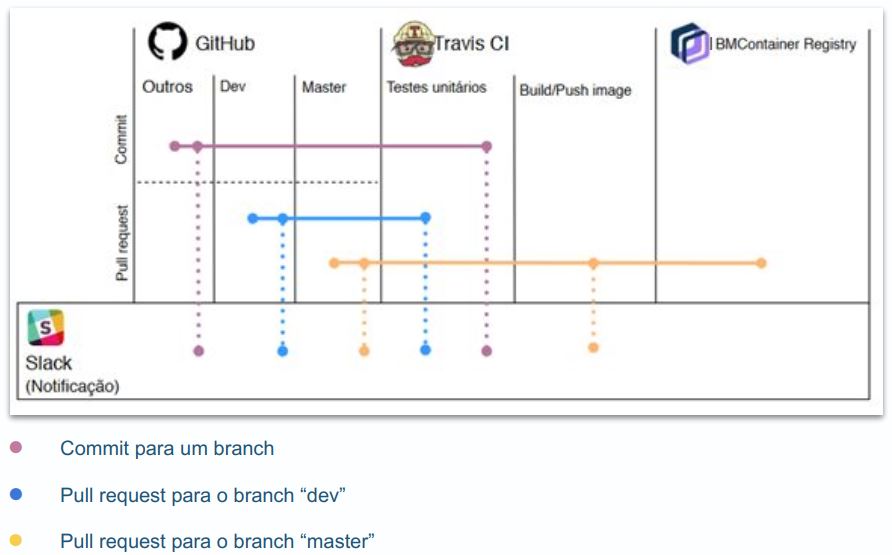 GitHub
Travis CI
IBMContainer Registry
Outros
Dev
Master
Testes unitários
Build/Push image
Commit
Pull request
S
Slack
(Notificação)
Commit para um branch
Pull request para o branch “dev”
Pull request para o branch “master”